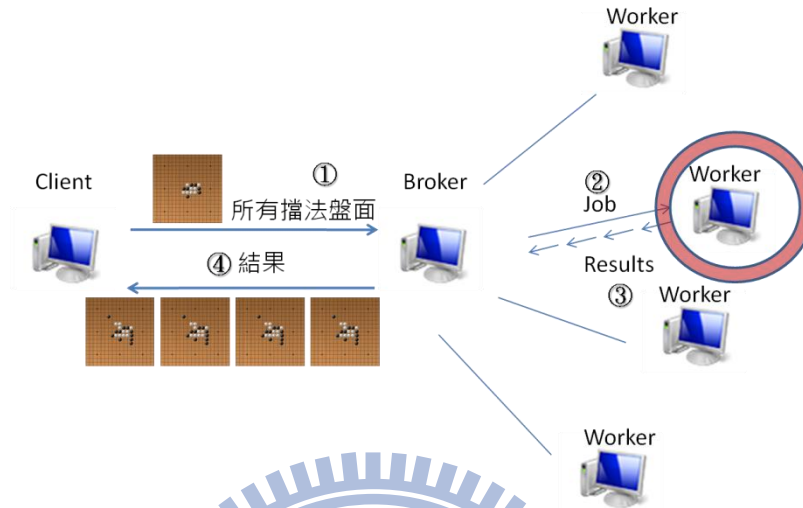 Worker
Client
①
所有擋法盤面
Broker
②
Job
Worker
④ 結果
Results
③
Worker
Worker